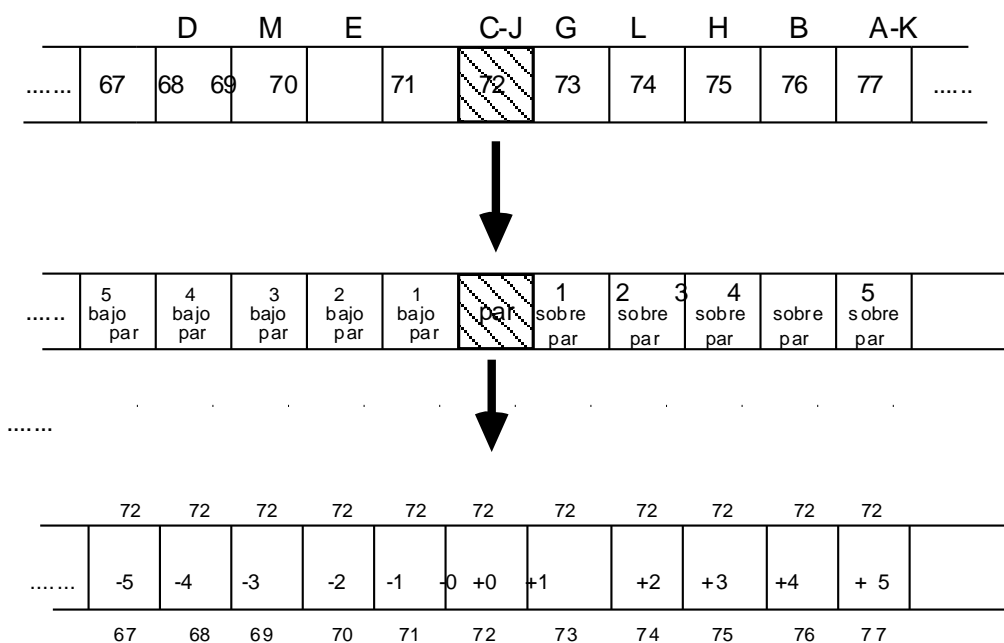 D M E C-J G L H B A-K
....... 67 68 69 70 71 72 73 74 75 76 77 ......
5 4 3 2 1 1 2 3 4 5
...... bajo bajo bajo bajo bajo par sobre sobre sobre sobre sobre
par par par par par par par par par par
.......
72 72 72 72 72 72 72 72 72 72 72
....... -5 -4 -3 -2 -1 -0 +0 +1 +2 +3 +4 + 5
67 68 69 70 71 72 73 74 75 76 77